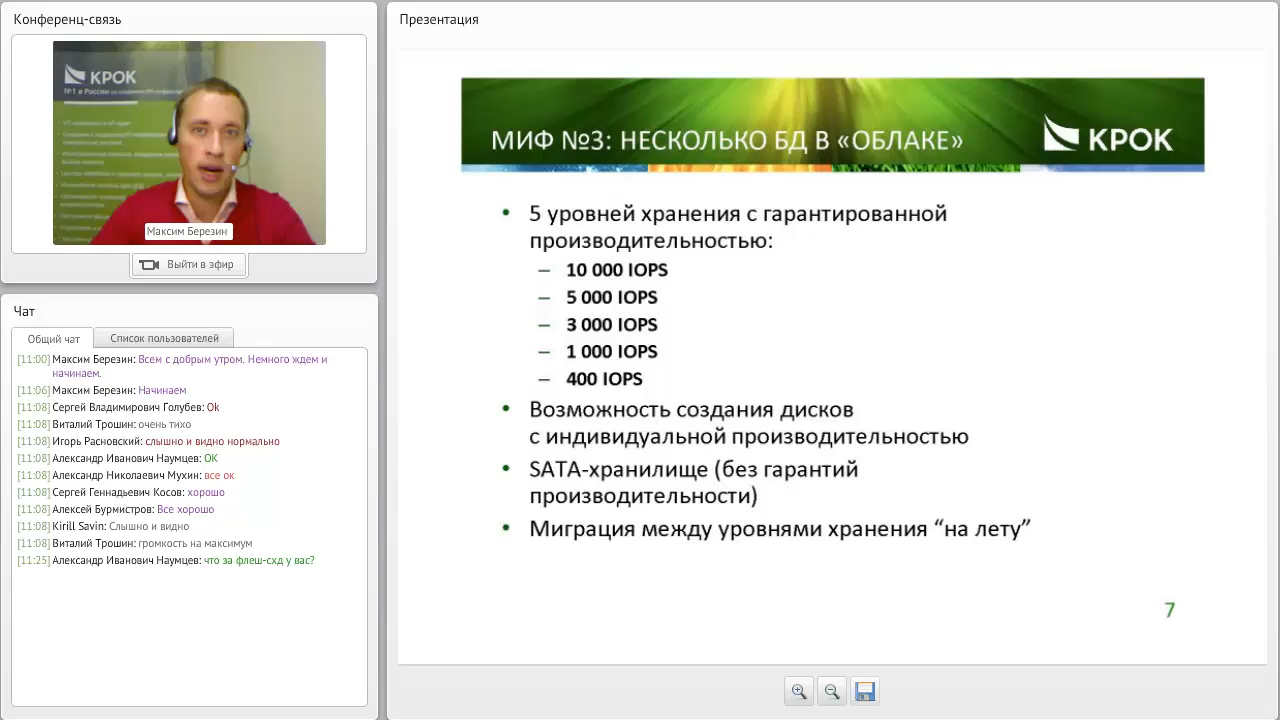 Конференц-связь
КРОК
№1 в России
Максим Березин
Выйти в эфир
Чат
Общий чат
Список пользователей
[11:00] Максим Березин: Всем с добрым утром. Немного ждем и
начинаем.
[11:06] Максим Березин: Начинаем
[11:08] Сергей Владимирович Голубев: Ok
[11:08] Виталий Трошин: очень тихо
[11:08] Игорь Расновский: слышно и видно нормально
[11:08] Александр Иванович Наумцев: OK
[11:08] Александр Николаевич Мухин: все ок
[11:08] Сергей Геннадьевич Косов: хорошо
[11:08] Алексей Бурмистров: Все хорошо
[11:08] Kirill Savin: Слышно и видно
[11:08] Виталий Трошин: громкость на максимум
[11:25] Александр Иванович Наумцев: что за флеш-схд у вас?
Презентация
МИФ №3: НЕСКОЛЬКО БД В «ОБЛАКЕ»
КРОК
• 5 уровней хранения с гарантированной
производительностью:
– 10 000 IOPS
– 5 000 IOPS
– 3 000 IOPS
– 1 000 IOPS
– 400 IOPS
• Возможность создания дисков
с индивидуальной производительностью
• SATA-хранилище (без гарантий
производительности)
• Миграция между уровнями хранения “на лету”
7